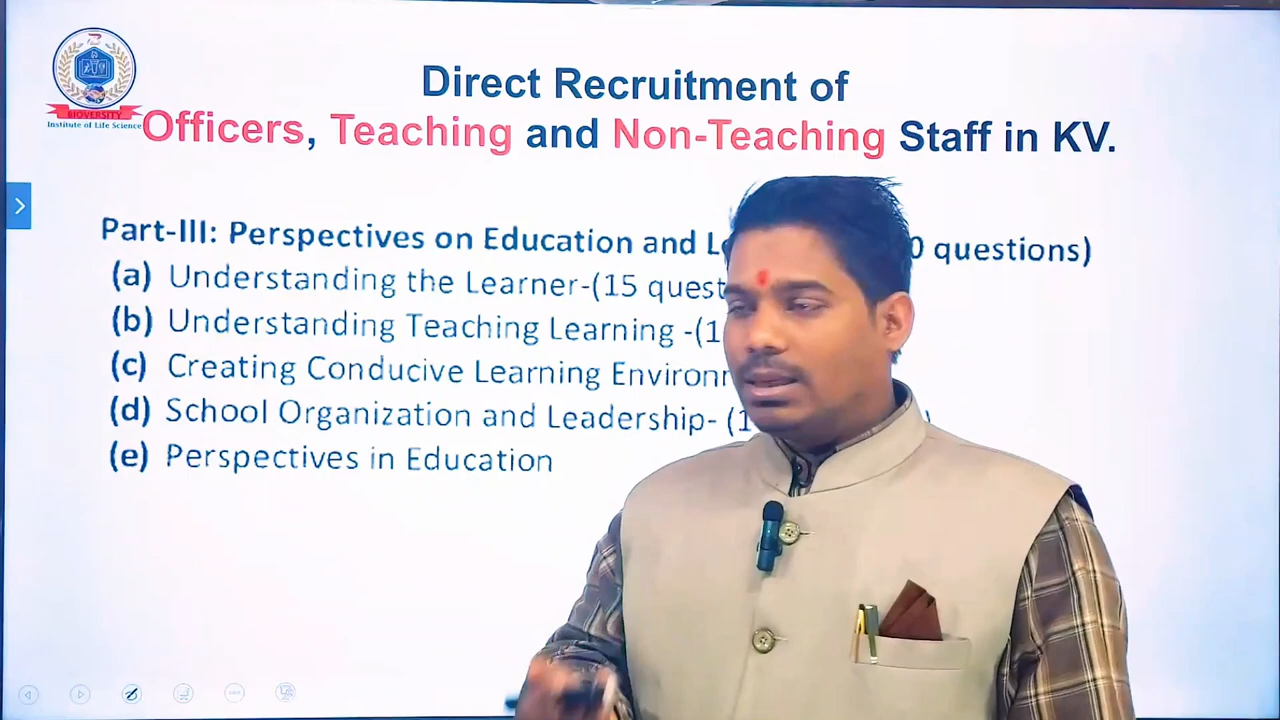 Direct Recruitment of
BIOVERSITY
Institute of Life Science
Officers, Teaching and Non-Teaching Staff in KV.
Part-III: Perspectives on Education and 0 questions)
(a) Understanding the Learner-(15
(b) Understanding Teaching Learning -(1
(c) Creating Conducive Learning
(d) School Organization and Leadership- (1 )
(e) Perspectives in Education